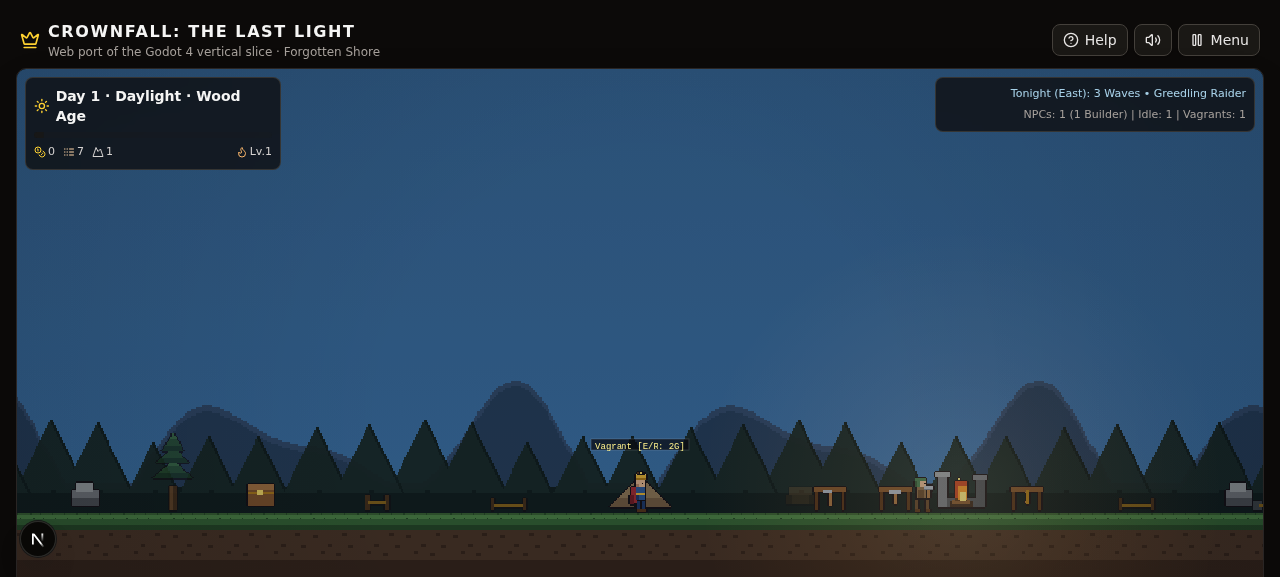 CROWNFALL: THE LAST LIGHT
Web port of the Godot 4 vertical slice · Forgotten Shore
Help
Menu
Day 1 · Daylight · Wood
Age
0 7 1 Lv.1
Tonight (East): 3 Waves • Greedling Raider
NPCs: 1 (1 Builder) | Idle: 1 | Vagrants: 1
Vagrant [E/R: 2G]
N